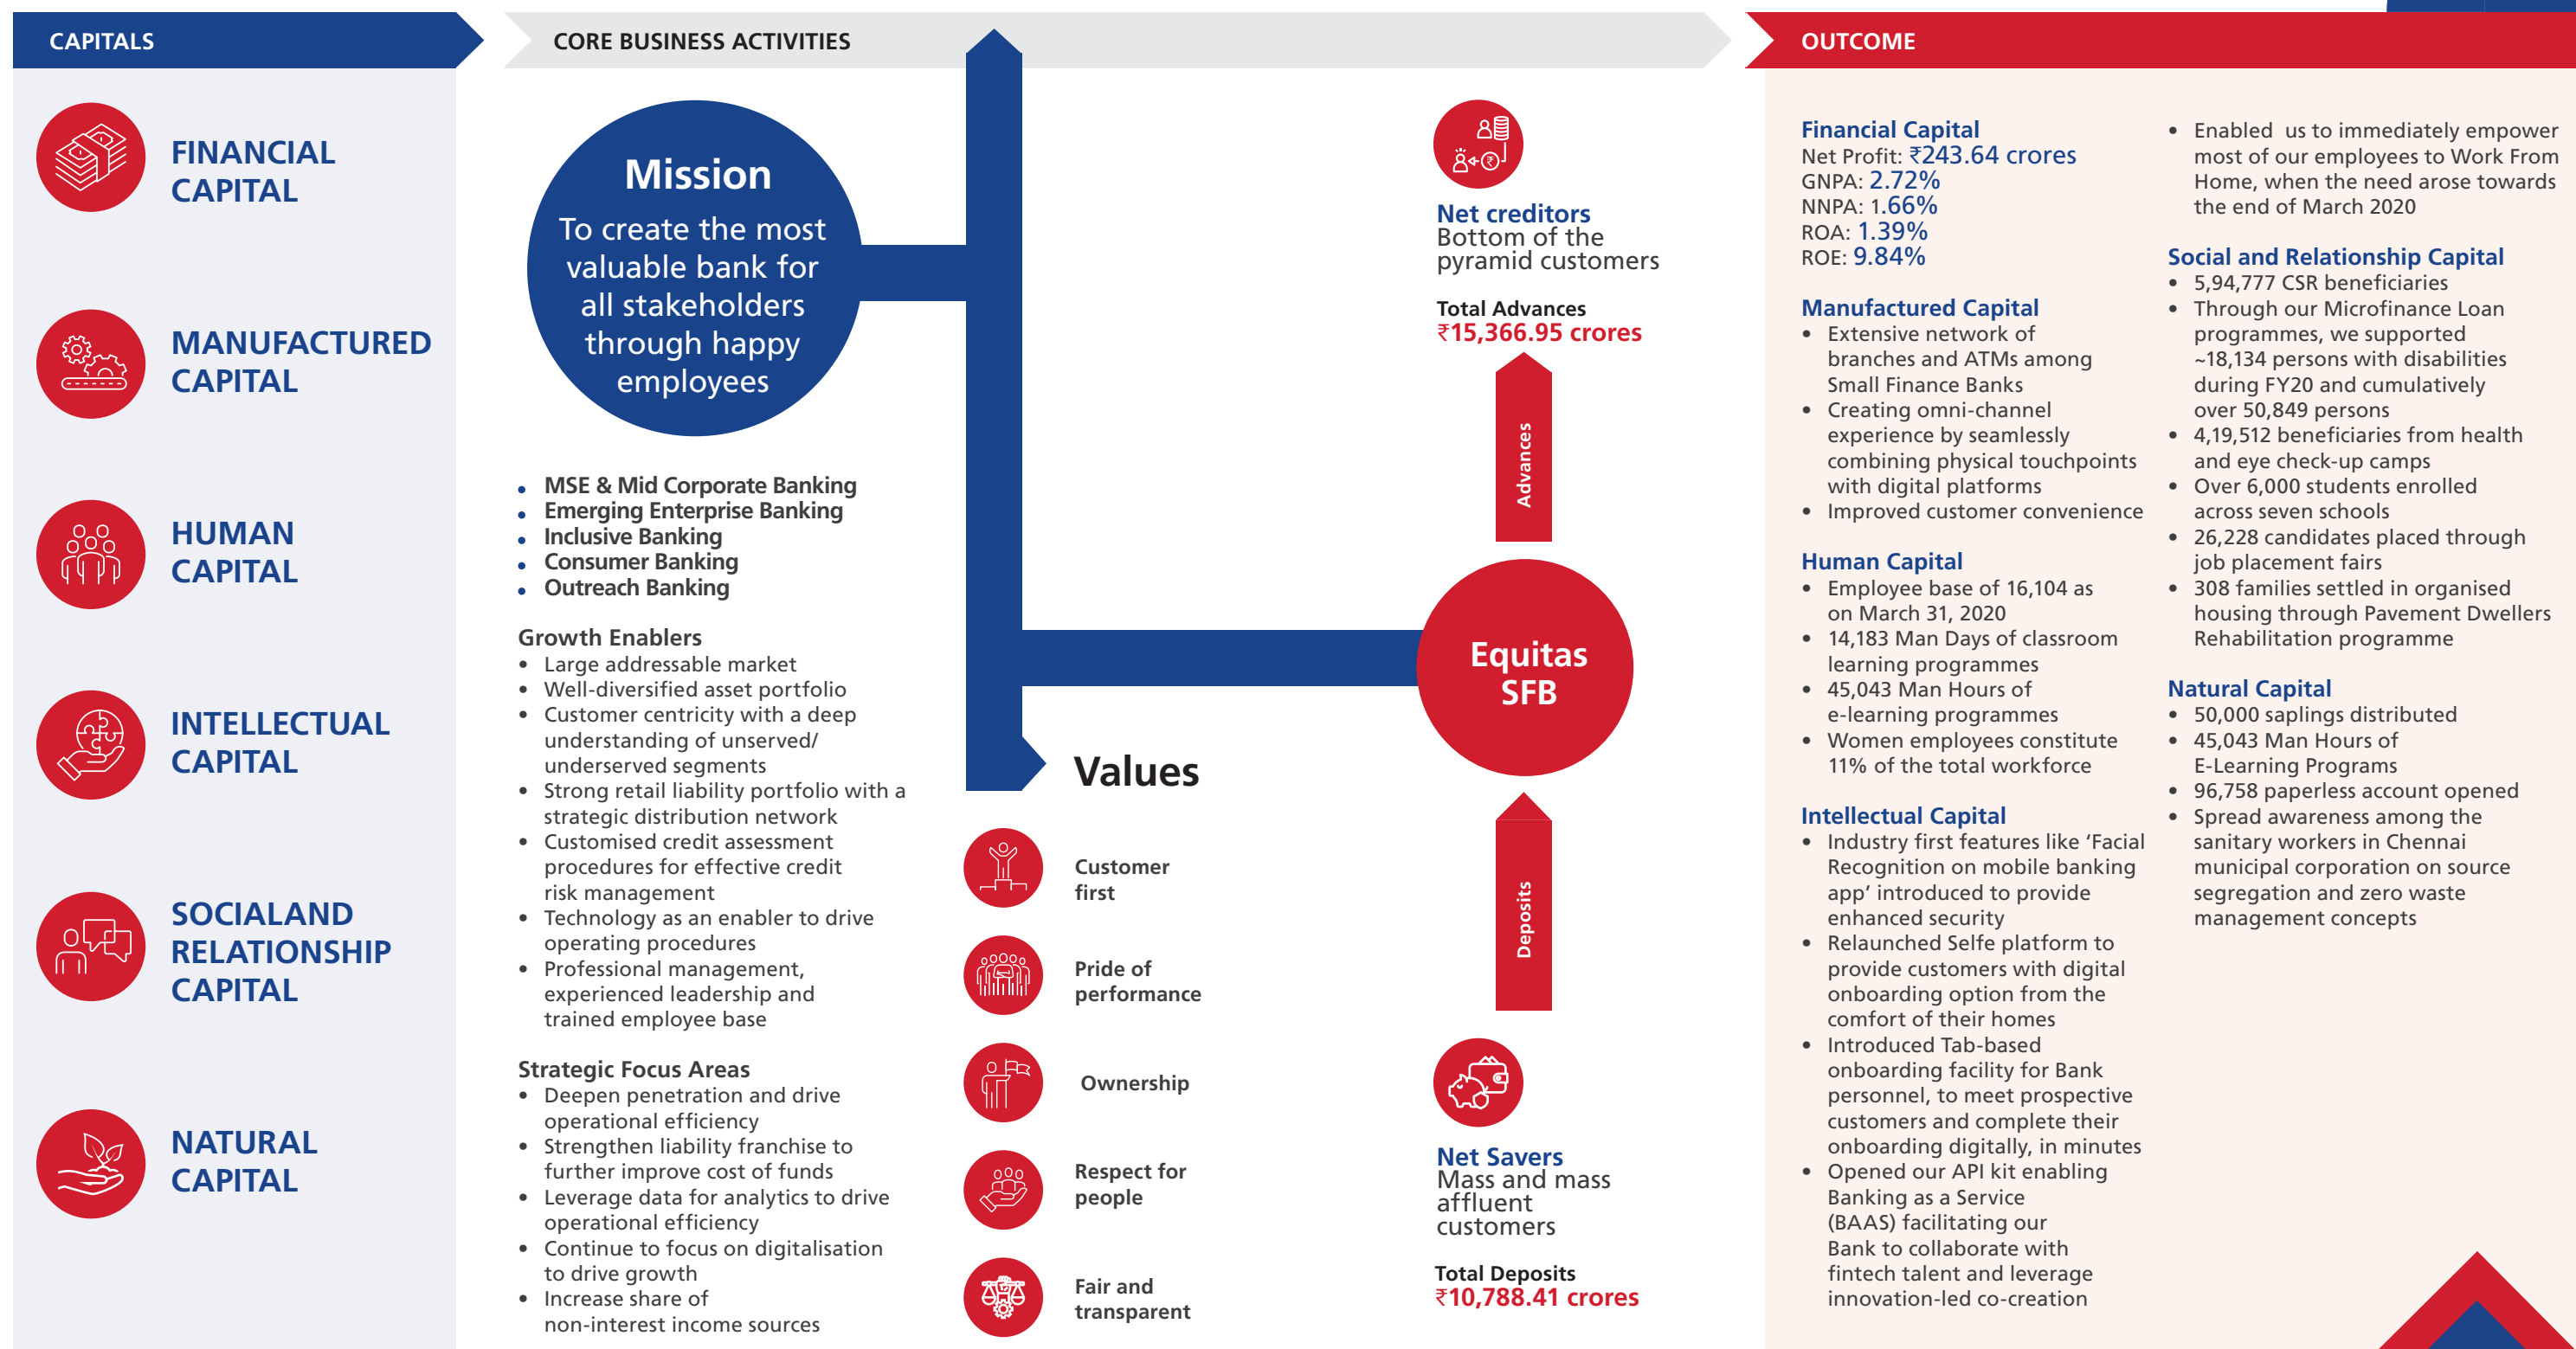 CAPITALS
FINANCIAL
CAPITAL
MANUFACTURED
CAPITAL
HUMAN
CAPITAL
INTELLECTUAL
CAPITAL
SOCIALAND
RELATIONSHIP
CAPITAL
NATURAL
CAPITAL
CORE BUSINESS ACTIVITIES
Mission
To create the most
valuable bank for
all stakeholders
through happy
employees
• MSE & Mid Corporate Banking
• Emerging Enterprise Banking
• Inclusive Banking
• Consumer Banking
• Outreach Banking
Growth Enablers
• Large addressable market
• Well-diversified asset portfolio
• Customer centricity with a deep
understanding of unserved/
underserved segments
• Strong retail liability portfolio with a
strategic distribution network
• Customised credit assessment
procedures for effective credit
risk management
• Technology as an enabler to drive
operating procedures
• Professional management,
experienced leadership and
trained employee base
Strategic Focus Areas
• Deepen penetration and drive
operational efficiency
• Strengthen liability franchise to
further improve cost of funds
• Leverage data for analytics to drive
operational efficiency
• Continue to focus on digitalisation
to drive growth
• Increase share of
non-interest income sources
Values
Customer
first
Pride of
performance
Ownership
Respect for
people
Fair and
transparent
Net creditors
Bottom of the
pyramid customers
Total Advances
₹15,366.95 crores
Advances
Equitas
SFB
Deposits
Net Savers
Mass and mass
affluent
customers
Total Deposits
₹10,788.41 crores
OUTCOME
Financial Capital
Net Profit: ₹243.64 crores
GNPA: 2.72%
NNPA: 1.66%
ROA: 1.39%
ROE: 9.84%
Manufactured Capital
• Extensive network of
branches and ATMs among
Small Finance Banks
• Creating omni-channel
experience by seamlessly
combining physical touchpoints
with digital platforms
• Improved customer convenience
Human Capital
• Employee base of 16,104 as
on March 31, 2020
• 14,183 Man Days of classroom
learning programmes
• 45,043 Man Hours of
e-learning programmes
• Women employees constitute
11% of the total workforce
Intellectual Capital
• Industry first features like ‘Facial
Recognition on mobile banking
app’ introduced to provide
enhanced security
• Relaunched Selfe platform to
provide customers with digital
onboarding option from the
comfort of their homes
• Introduced Tab-based
onboarding facility for Bank
personnel, to meet prospective
customers and complete their
onboarding digitally, in minutes
• Opened our API kit enabling
Banking as a Service
(BAAS) facilitating our
Bank to collaborate with
fintech talent and leverage
innovation-led co-creation
• Enabled us to immediately empower
most of our employees to Work From
Home, when the need arose towards
the end of March 2020
Social and Relationship Capital
• 5,94,777 CSR beneficiaries
• Through our Microfinance Loan
programmes, we supported
~18,134 persons with disabilities
during FY20 and cumulatively
over 50,849 persons
• 4,19,512 beneficiaries from health
and eye check-up camps
• Over 6,000 students enrolled
across seven schools
• 26,228 candidates placed through
job placement fairs
• 308 families settled in organised
housing through Pavement Dwellers
Rehabilitation programme
Natural Capital
• 50,000 saplings distributed
• 45,043 Man Hours of
E-Learning Programs
• 96,758 paperless account opened
• Spread awareness among the
sanitary workers in Chennai
municipal corporation on source
segregation and zero waste
management concepts